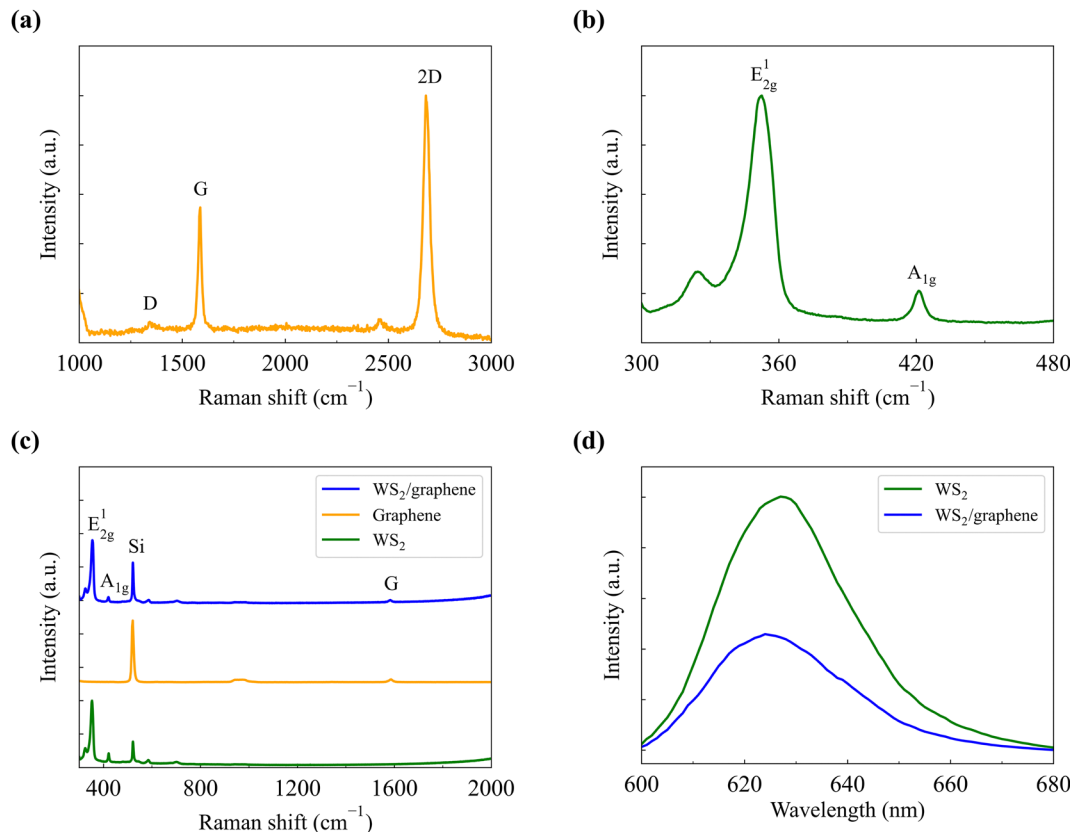 (a)
2D
G
D
Intensity (a.u.)
1000 1500 2000 2500 3000
Raman shift (cm⁻¹)
(b)
E¹₂g
A₁g
Intensity (a.u.)
300 360 420 480
Raman shift (cm⁻¹)
(c)
WS₂/graphene
Graphene
WS₂
E¹₂g
Si
A₁g
G
Intensity (a.u.)
400 800 1200 1600 2000
Raman shift (cm⁻¹)
(d)
WS₂
WS₂/graphene
Intensity (a.u.)
600 620 640 660 680
Wavelength (nm)